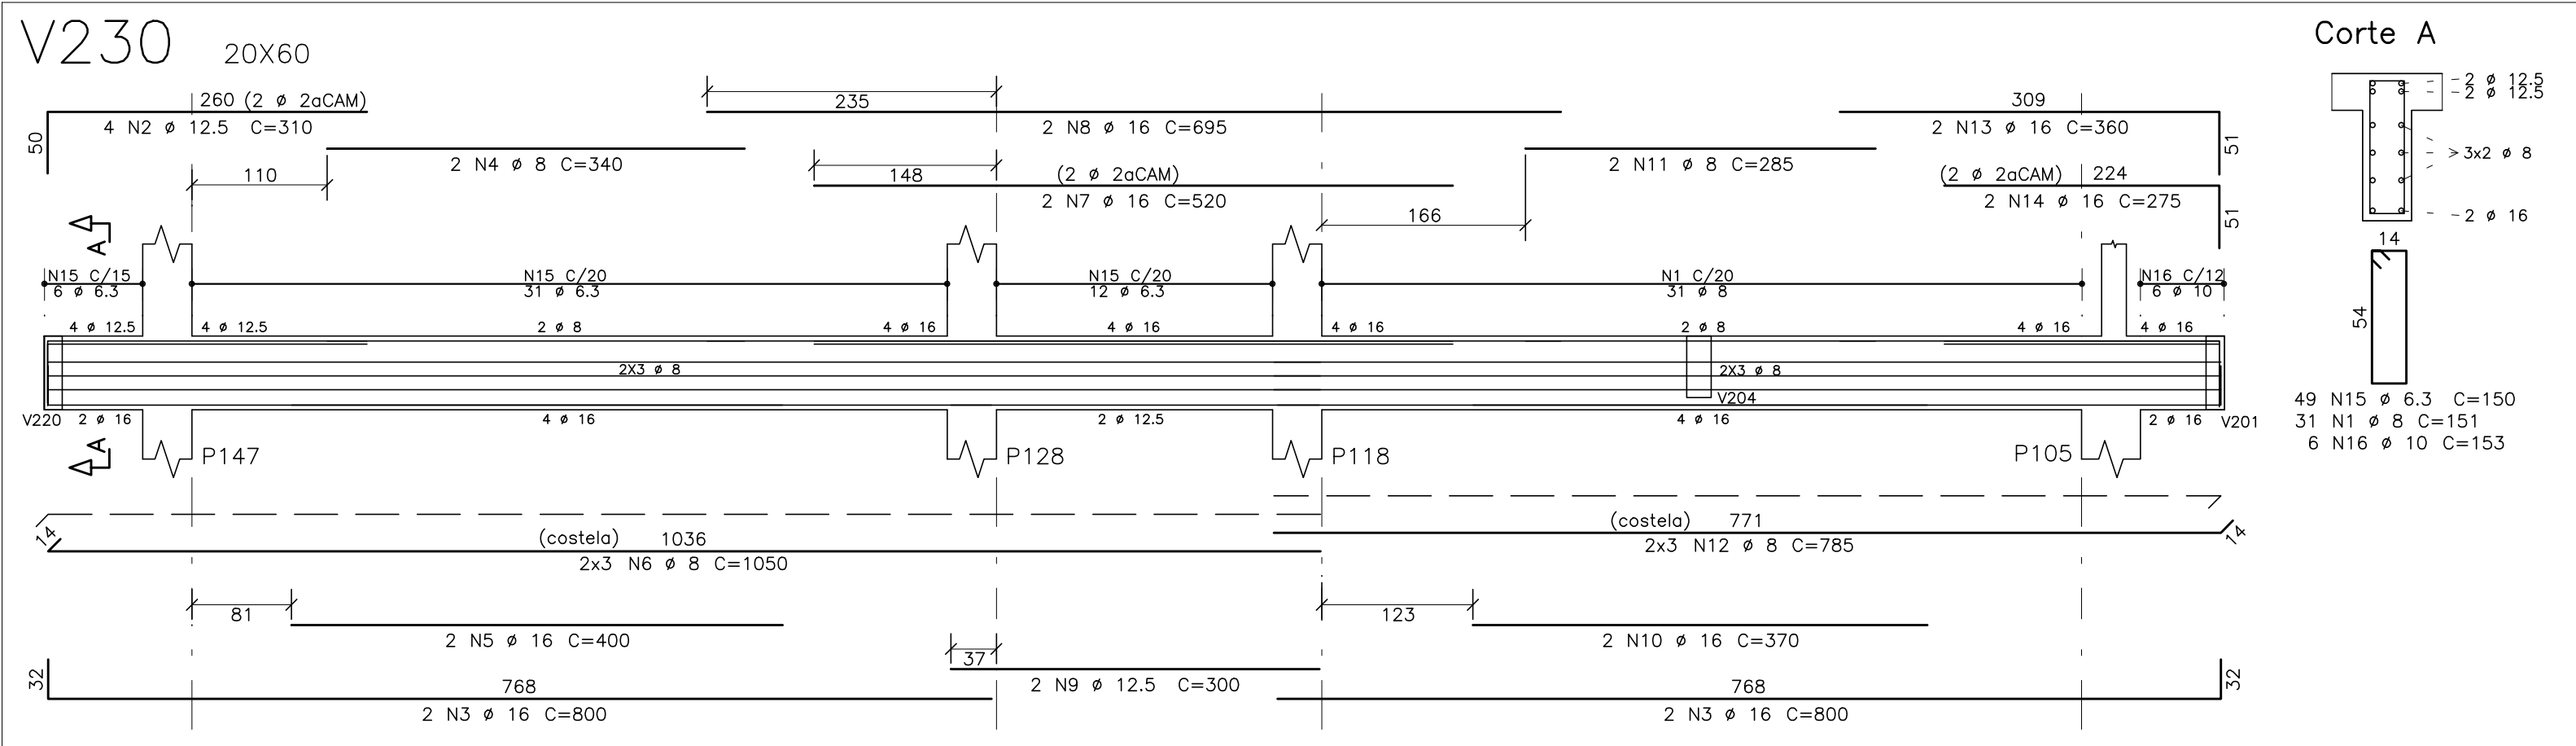 V230 20X60
Corte A
260 (2 ø 2aCAM)
4 N2 ø 12.5 C=310
50
235
2 N8 ø 16 C=695
309
2 N13 ø 16 C=360
51
2 N4 ø 8 C=340
110
148
(2 ø 2aCAM)
2 N7 ø 16 C=520
2 N11 ø 8 C=285
166
(2 ø 2aCAM) 224
2 N14 ø 16 C=275
51
-2 ø 12.5
-2 ø 12.5
>3x2 ø 8
-2 ø 16
14
54
A
N15 C/15
6 ø 6.3
N15 C/20
31 ø 6.3
N15 C/20
12 ø 6.3
N1 C/20
31 ø 8
N16 C/12
6 ø 10
4 ø 12.5
4 ø 12.5
2 ø 8
4 ø 16
4 ø 16
4 ø 16
2 ø 8
4 ø 16
4 ø 16
2X3 ø 8
2X3 ø 8
V204
V220
2 ø 16
4 ø 16
2 ø 12.5
4 ø 16
2 ø 16
V201
49 N15 ø 6.3 C=150
31 N1 ø 8 C=151
6 N16 ø 10 C=153
A
P147
P128
P118
P105
14
(costela) 1036
2x3 N6 ø 8 C=1050
(costela) 771
2x3 N12 ø 8 C=785
14
81
2 N5 ø 16 C=400
123
2 N10 ø 16 C=370
37
2 N9 ø 12.5 C=300
32
768
2 N3 ø 16 C=800
768
2 N3 ø 16 C=800
32